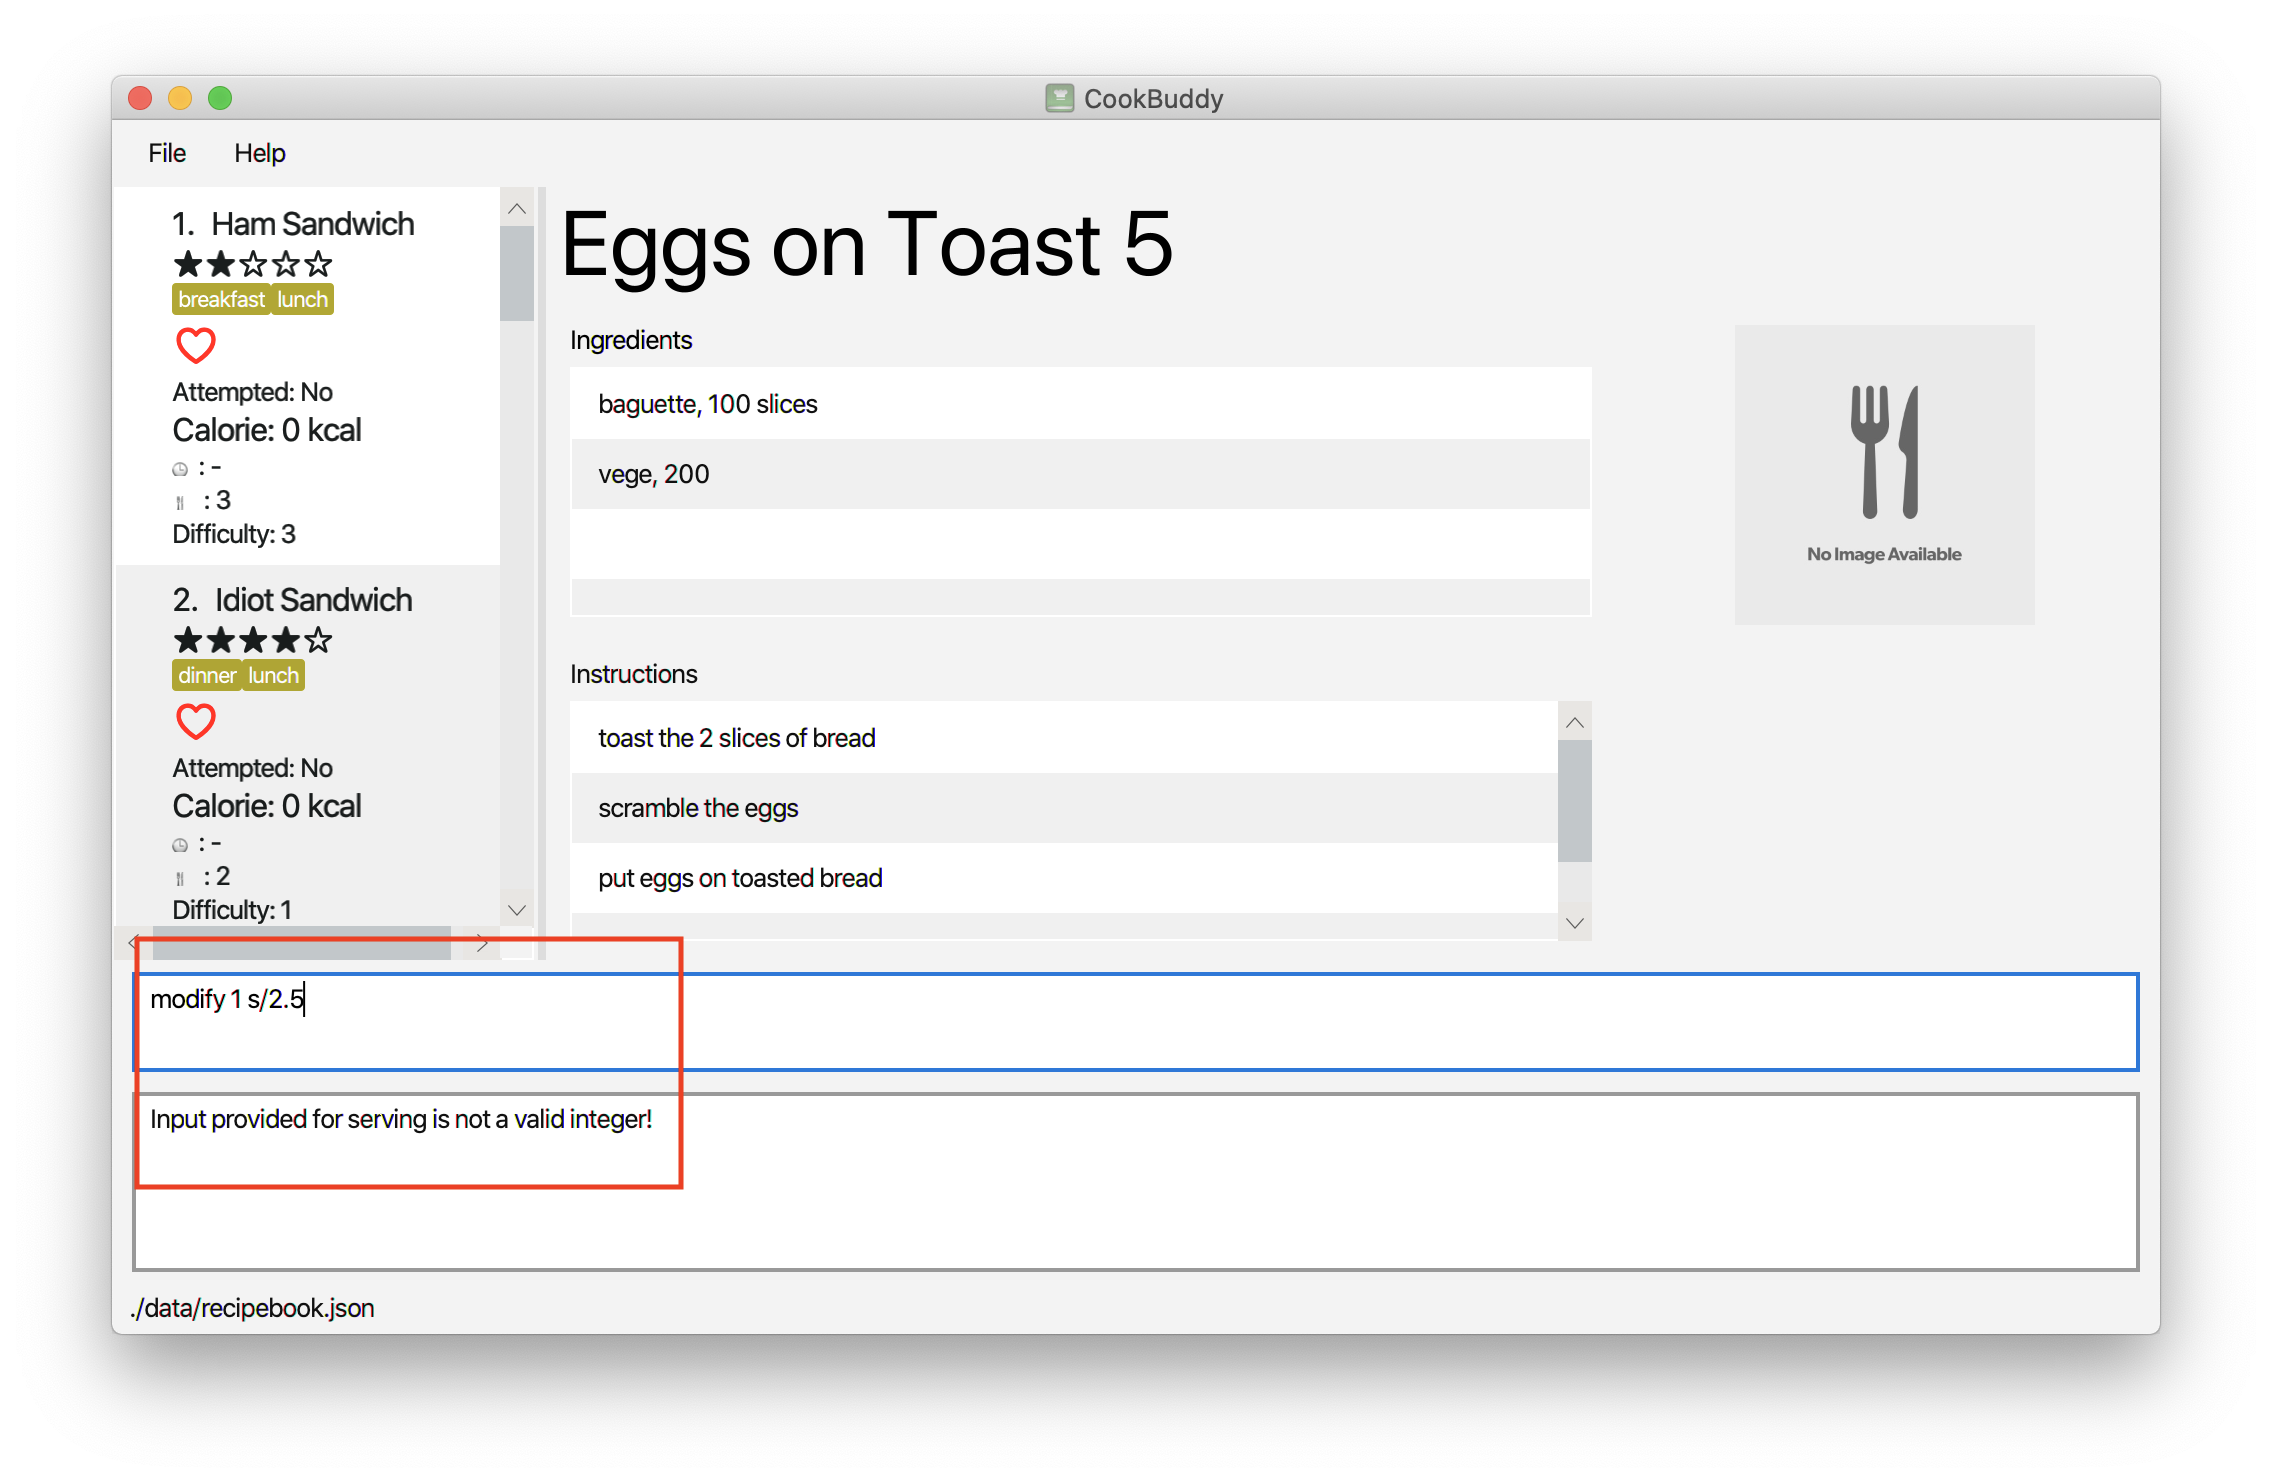 CookBuddy
File Help
1. Ham Sandwich
breakfast lunch
Attempted: No
Calorie: 0 kcal
: -
: 3
Difficulty: 3
2. Idiot Sandwich
dinner lunch
Attempted: No
Calorie: 0 kcal
: -
: 2
Difficulty: 1
Eggs on Toast 5
Ingredients
baguette, 100 slices
vege, 200
No Image Available
Instructions
toast the 2 slices of bread
scramble the eggs
put eggs on toasted bread
modify 1 s/2.5
Input provided for serving is not a valid integer!
./data/recipebook.json